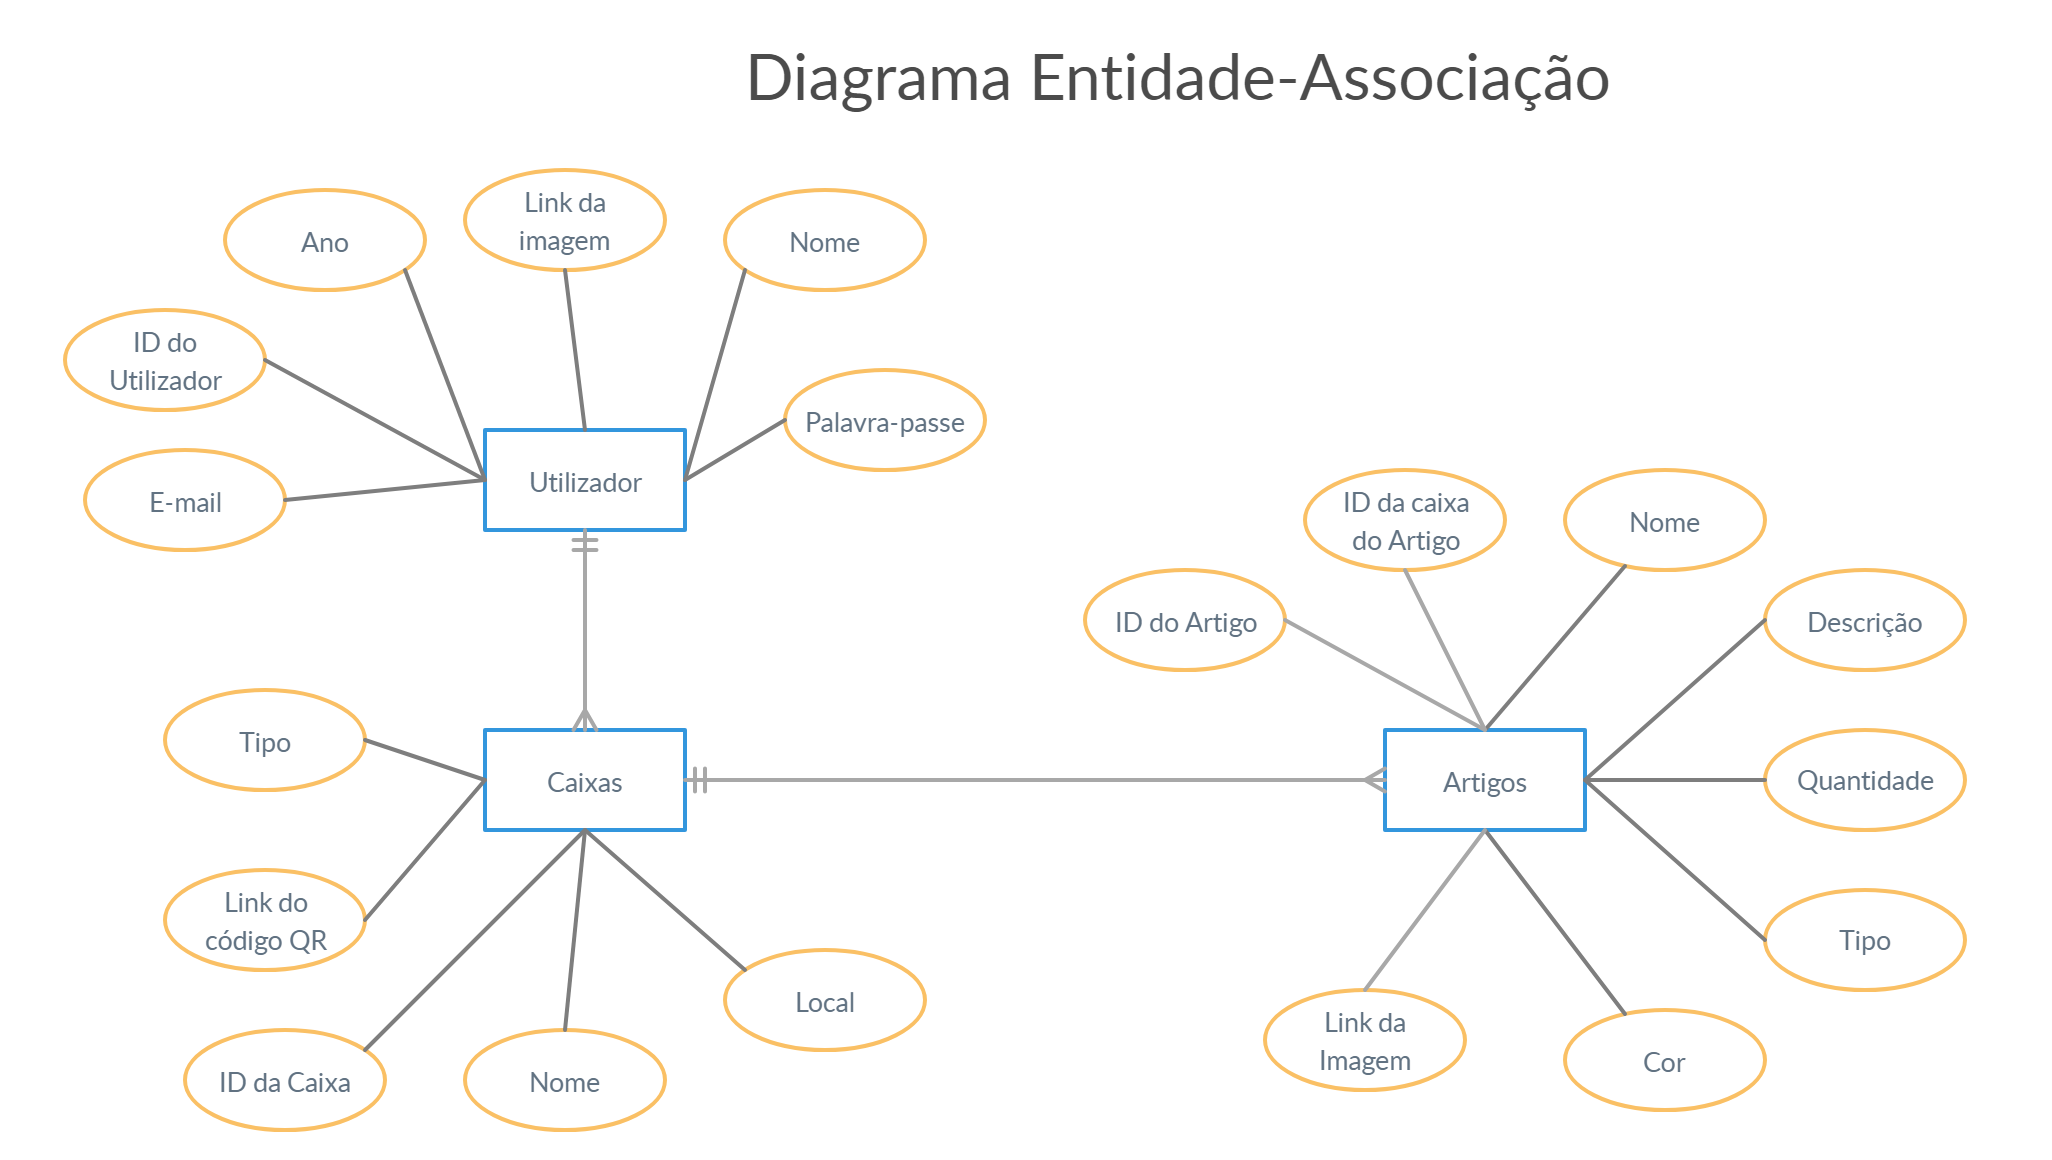 Diagrama Entidade-Associação
Ano
Link da
imagem
Nome
ID do
Utilizador
Palavra-passe
E-mail
Utilizador
ID da caixa
do Artigo
Nome
ID do Artigo
Descrição
Tipo
Caixas
Artigos
Quantidade
Link do
código QR
Tipo
Local
Link da
Imagem
Cor
ID da Caixa
Nome